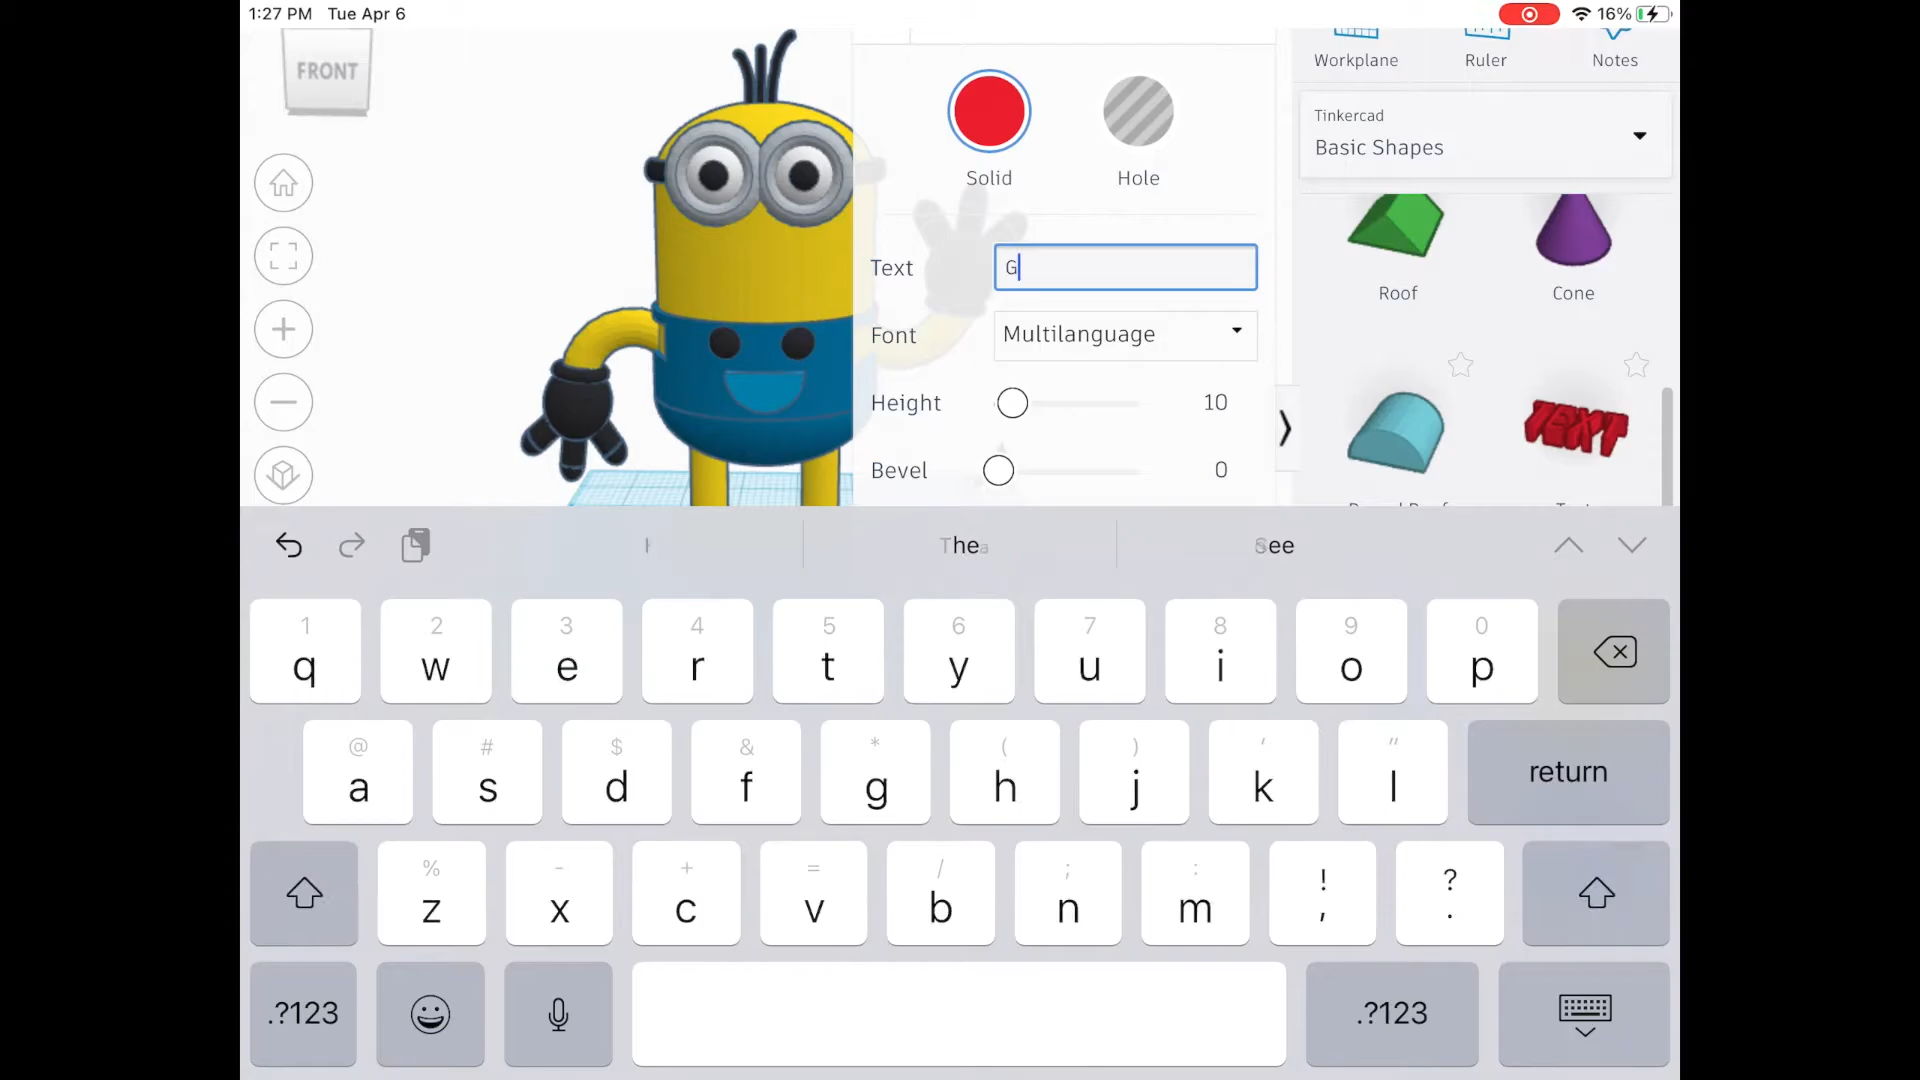 1:27 PM Tue Apr 6
16%
FRONT
Workplane Ruler Notes
Tinkercad
Basic Shapes
Solid Hole
Text G
Font Multilanguage
Height 10
Bevel 0
Roof Cone
TEXT
The See
1 2 3 4 5 6 7 8 9 0
q w e r t y u i o p
@ # $ & * ( ) ' "
a s d f g h j k l return
% - + = / ; : ! ?
z x c v b n m , .
.?123 .?123